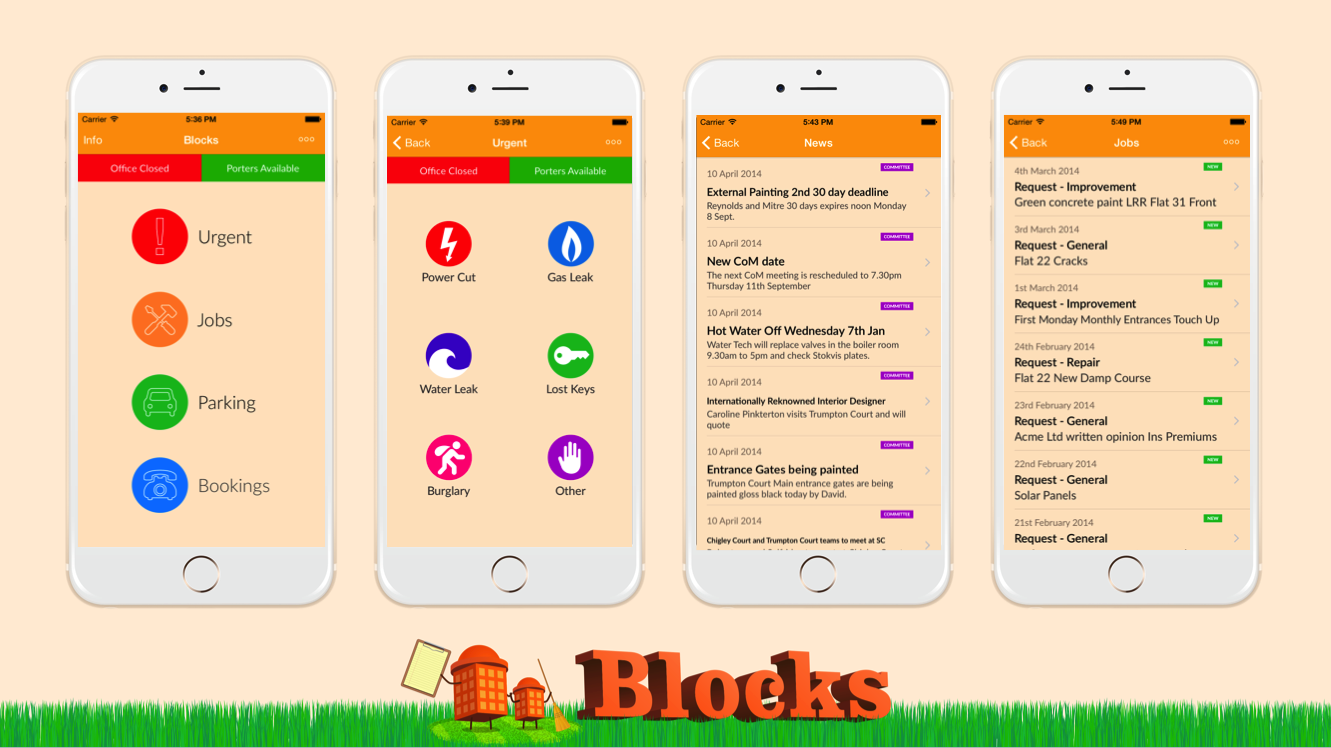 Carrier
5:36 PM
Info
Blocks
Office Closed
Porters Available
Urgent
Jobs
Parking
Bookings
Carrier
5:39 PM
Back
Urgent
Office Closed
Porters Available
Power Cut
Gas Leak
Water Leak
Lost Keys
Burglary
Other
Carrier
5:43 PM
Back
News
COMMITTEE
10 April 2014
External Painting 2nd 30 day deadline
Reynolds and Mitre 30 days expires noon Monday
8 Sept.
COMMITTEE
10 April 2014
New CoM date
The next CoM meeting is rescheduled to 7.30pm
Thursday 11th September
COMMITTEE
10 April 2014
Hot Water Off Wednesday 7th Jan
Water Tech will replace valves in the boiler room
9.30am to 5pm and check Stokvis plates.
COMMITTEE
10 April 2014
Internationally Reknowned Interior Designer
Caroline Pinkterton visits Trumpton Court and will
quote
COMMITTEE
10 April 2014
Entrance Gates being painted
Trumpton Court Main entrance gates are being
painted gloss black today by David.
COMMITTEE
10 April 2014
Chigley Court and Trumpton Court teams to meet at SC
Carrier
5:49 PM
Back
Jobs
NEW
4th March 2014
Request - Improvement
Green concrete paint LRR Flat 31 Front
NEW
3rd March 2014
Request - General
Flat 22 Cracks
NEW
1st March 2014
Request - Improvement
First Monday Monthly Entrances Touch Up
NEW
24th February 2014
Request - Repair
Flat 22 New Damp Course
NEW
23rd February 2014
Request - General
Acme Ltd written opinion Ins Premiums
NEW
22nd February 2014
Request - General
Solar Panels
NEW
21st February 2014
Request - General
Blocks